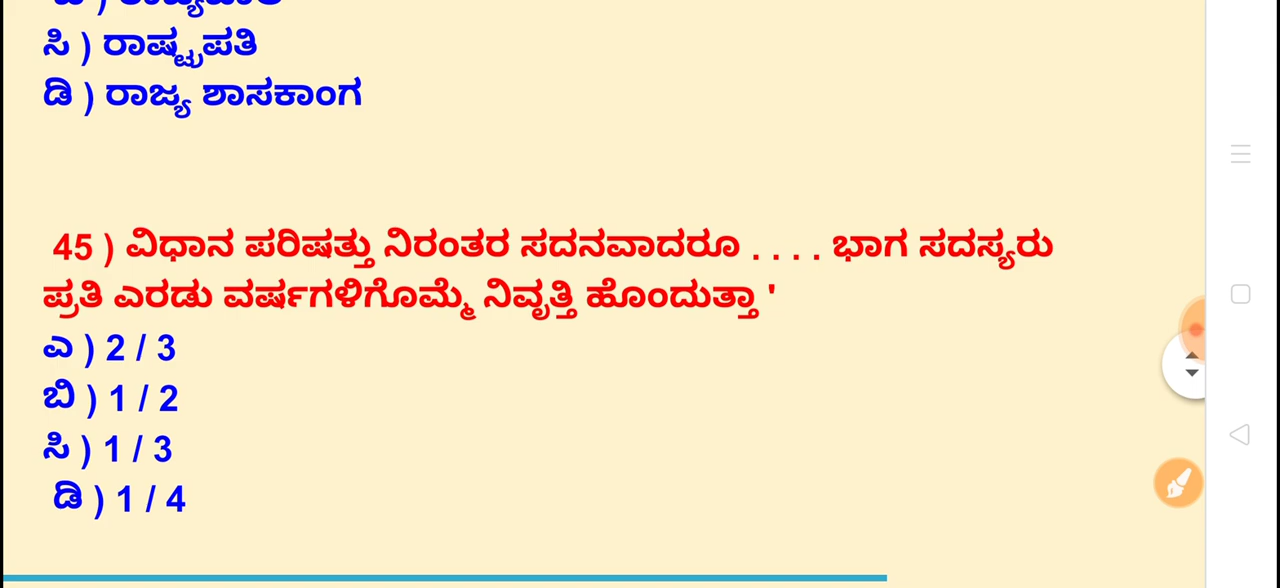 ಸಿ ) ರಾಷ್ಟ್ರಪತಿ
ಡಿ ) ರಾಜ್ಯ ಶಾಸಕಾಂಗ
45 ) ವಿಧಾನ ಪರಿಷತ್ತು ನಿರಂತರ ಸದನವಾದರೂ . . . . ಭಾಗ ಸದಸ್ಯರು
ಪ್ರತಿ ಎರಡು ವರ್ಷಗಳಿಗೊಮ್ಮೆ ನಿವೃತ್ತಿ ಹೊಂದುತ್ತಾ '
ಎ ) 2 / 3
ಬಿ ) 1 / 2
ಸಿ ) 1 / 3
ಡಿ ) 1 / 4